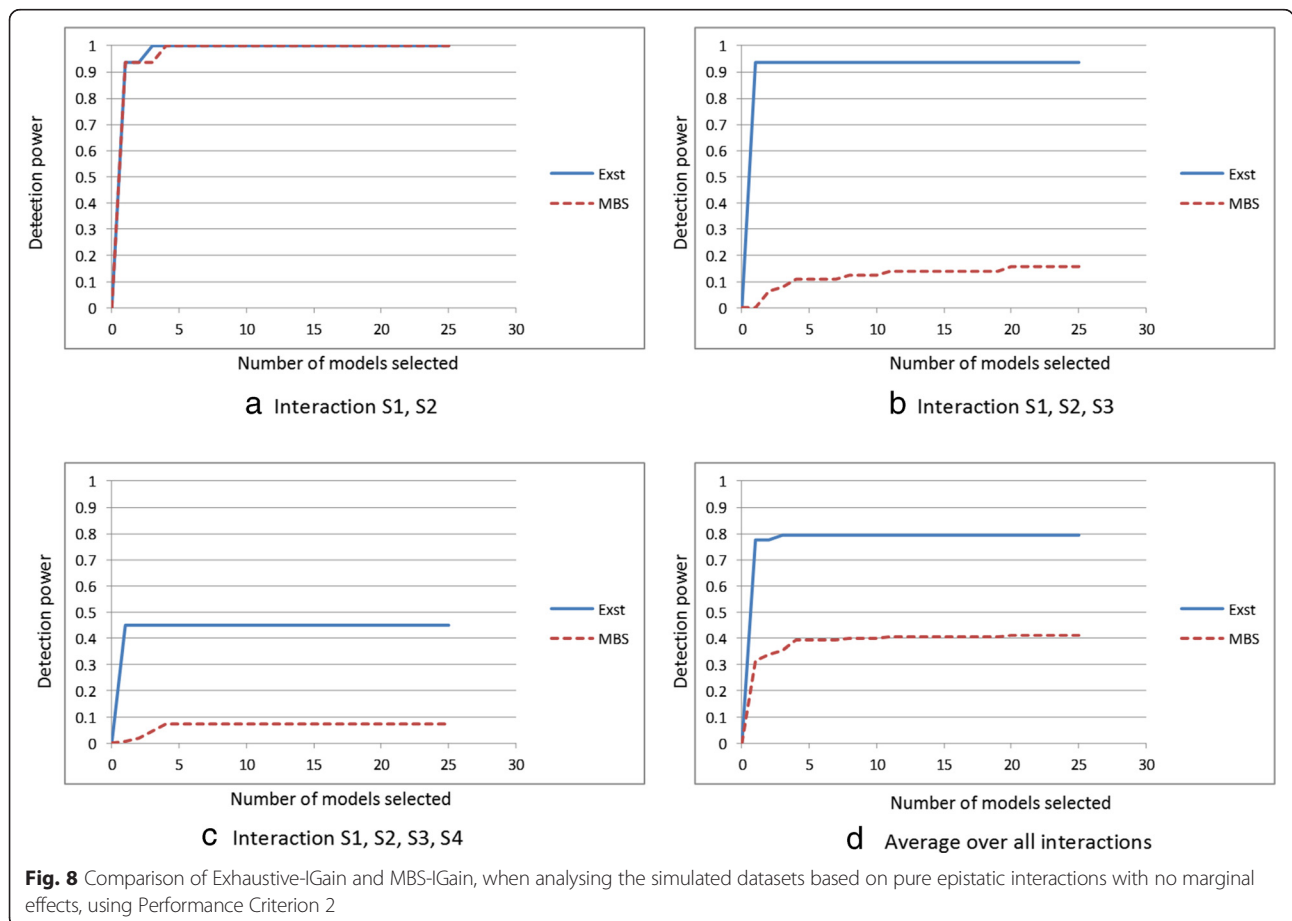 1
0.9
0.8
0.7
0.6
0.5
0.4
0.3
0.2
0.1
0
Detection power
0 5 10 15 20 25 30
Number of models selected
Exst
MBS
a Interaction S1, S2
1
0.9
0.8
0.7
0.6
0.5
0.4
0.3
0.2
0.1
0
Detection power
0 5 10 15 20 25 30
Number of models selected
Exst
MBS
b Interaction S1, S2, S3
1
0.9
0.8
0.7
0.6
0.5
0.4
0.3
0.2
0.1
0
Detection power
0 5 10 15 20 25 30
Number of models selected
Exst
MBS
c Interaction S1, S2, S3, S4
1
0.9
0.8
0.7
0.6
0.5
0.4
0.3
0.2
0.1
0
Detection power
0 5 10 15 20 25 30
Number of models selected
Exst
MBS
d Average over all interactions
Fig. 8 Comparison of Exhaustive-IGain and MBS-IGain, when analysing the simulated datasets based on pure epistatic interactions with no marginal
effects, using Performance Criterion 2